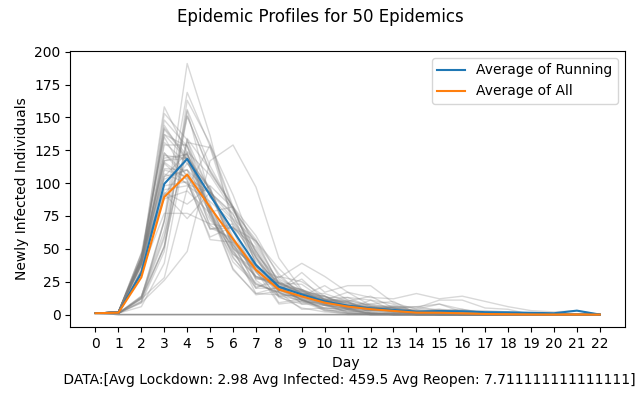 Epidemic Profiles for 50 Epidemics
200
175
150
125
100
75
50
25
0
Newly Infected Individuals
Average of Running
Average of All
0 1 2 3 4 5 6 7 8 9 10 11 12 13 14 15 16 17 18 19 20 21 22
Day
DATA:[Avg Lockdown: 2.98 Avg Infected: 459.5 Avg Reopen: 7.711111111111111]